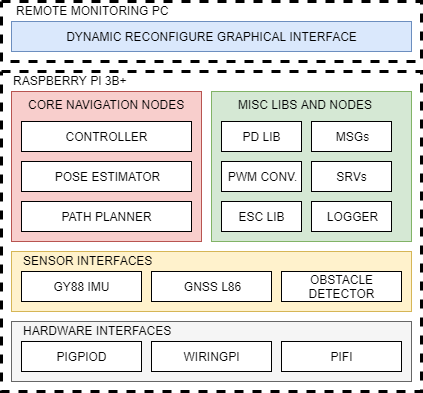 REMOTE MONITORING PC
DYNAMIC RECONFIGURE GRAPHICAL INTERFACE
RASPBERRY PI 3B+
CORE NAVIGATION NODES
CONTROLLER
POSE ESTIMATOR
PATH PLANNER
MISC LIBS AND NODES
PD LIB
MSGs
PWM CONV.
SRVs
ESC LIB
LOGGER
SENSOR INTERFACES
GY88 IMU
GNSS L86
OBSTACLE
DETECTOR
HARDWARE INTERFACES
PIGPIOD
WIRINGPI
PIFI